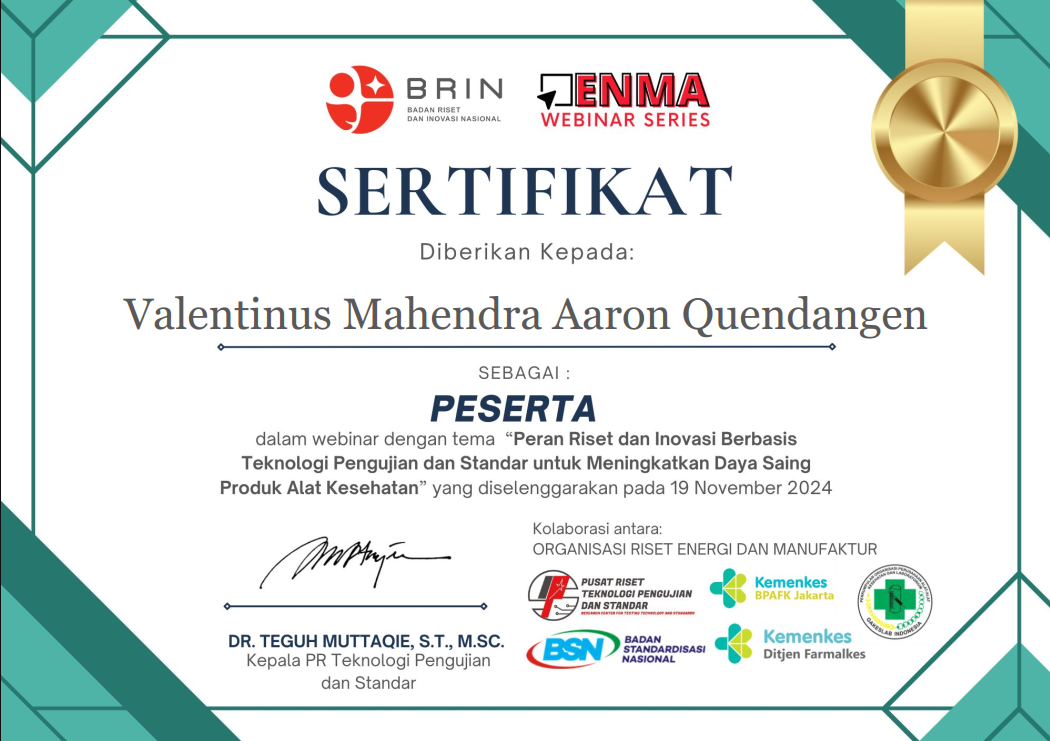 BRIN
BADAN RISET
DAN INOVASI NASIONAL
ENMA
WEBINAR SERIES
SERTIFIKAT
Diberikan Kepada:
Valentinus Mahendra Aaron Quendangen
SEBAGAI :
PESERTA
dalam webinar dengan tema “Peran Riset dan Inovasi Berbasis
Teknologi Pengujian dan Standar untuk Meningkatkan Daya Saing
Produk Alat Kesehatan” yang diselenggarakan pada 19 November 2024
Kolaborasi antara:
ORGANISASI RISET ENERGI DAN MANUFAKTUR
PUSAT RISET
TEKNOLOGI PENGUJIAN
DAN STANDAR
RESEARCH CENTER FOR TESTING TECHNOLOGY AND STANDARDS
Kemenkes
BPAFK Jakarta
GAKESLAB INDONESIA
BSN
BADAN
STANDARDISASI
NASIONAL
Kemenkes
Ditjen Farmalkes
DR. TEGUH MUTTAQIE, S.T., M.SC.
Kepala PR Teknologi Pengujian
dan Standar